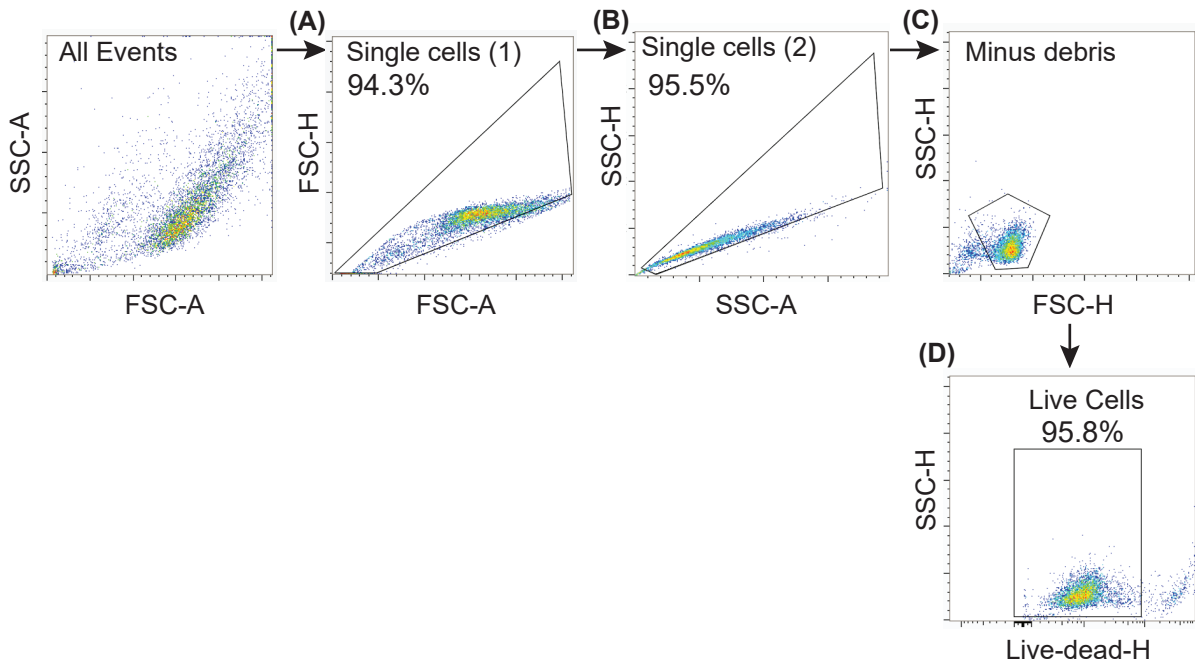 (A)
(B)
(C)
All Events
Single cells (1)
94.3%
Single cells (2)
95.5%
Minus debris
SSC-A
FSC-H
SSC-H
SSC-H
FSC-A
FSC-A
SSC-A
FSC-H
(D)
Live Cells
95.8%
SSC-H
Live-dead-H